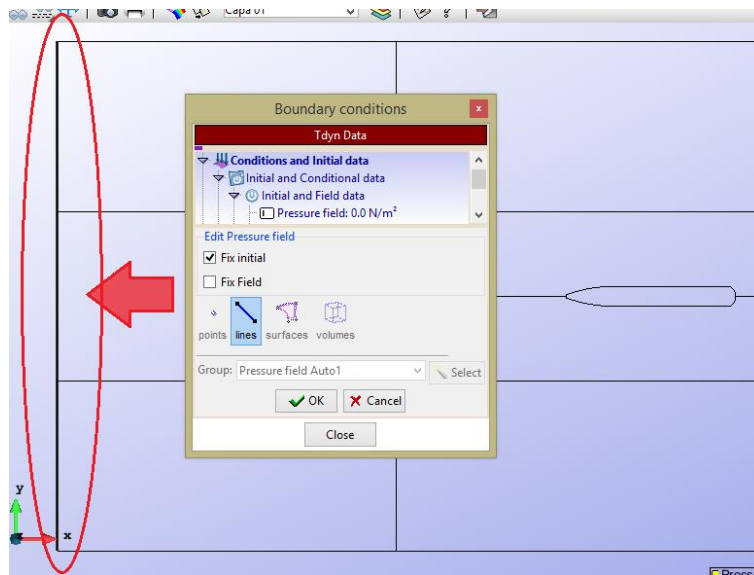 Capa 01
Boundary conditions
x
Tdyn Data
Conditions and Initial data
Initial and Conditional data
Initial and Field data
Pressure field: 0.0 N/m²
Edit Pressure field
Fix initial
Fix Field
points lines surfaces volumes
Group: Pressure field Auto1 Select
OK Cancel
Close
y
x
Press